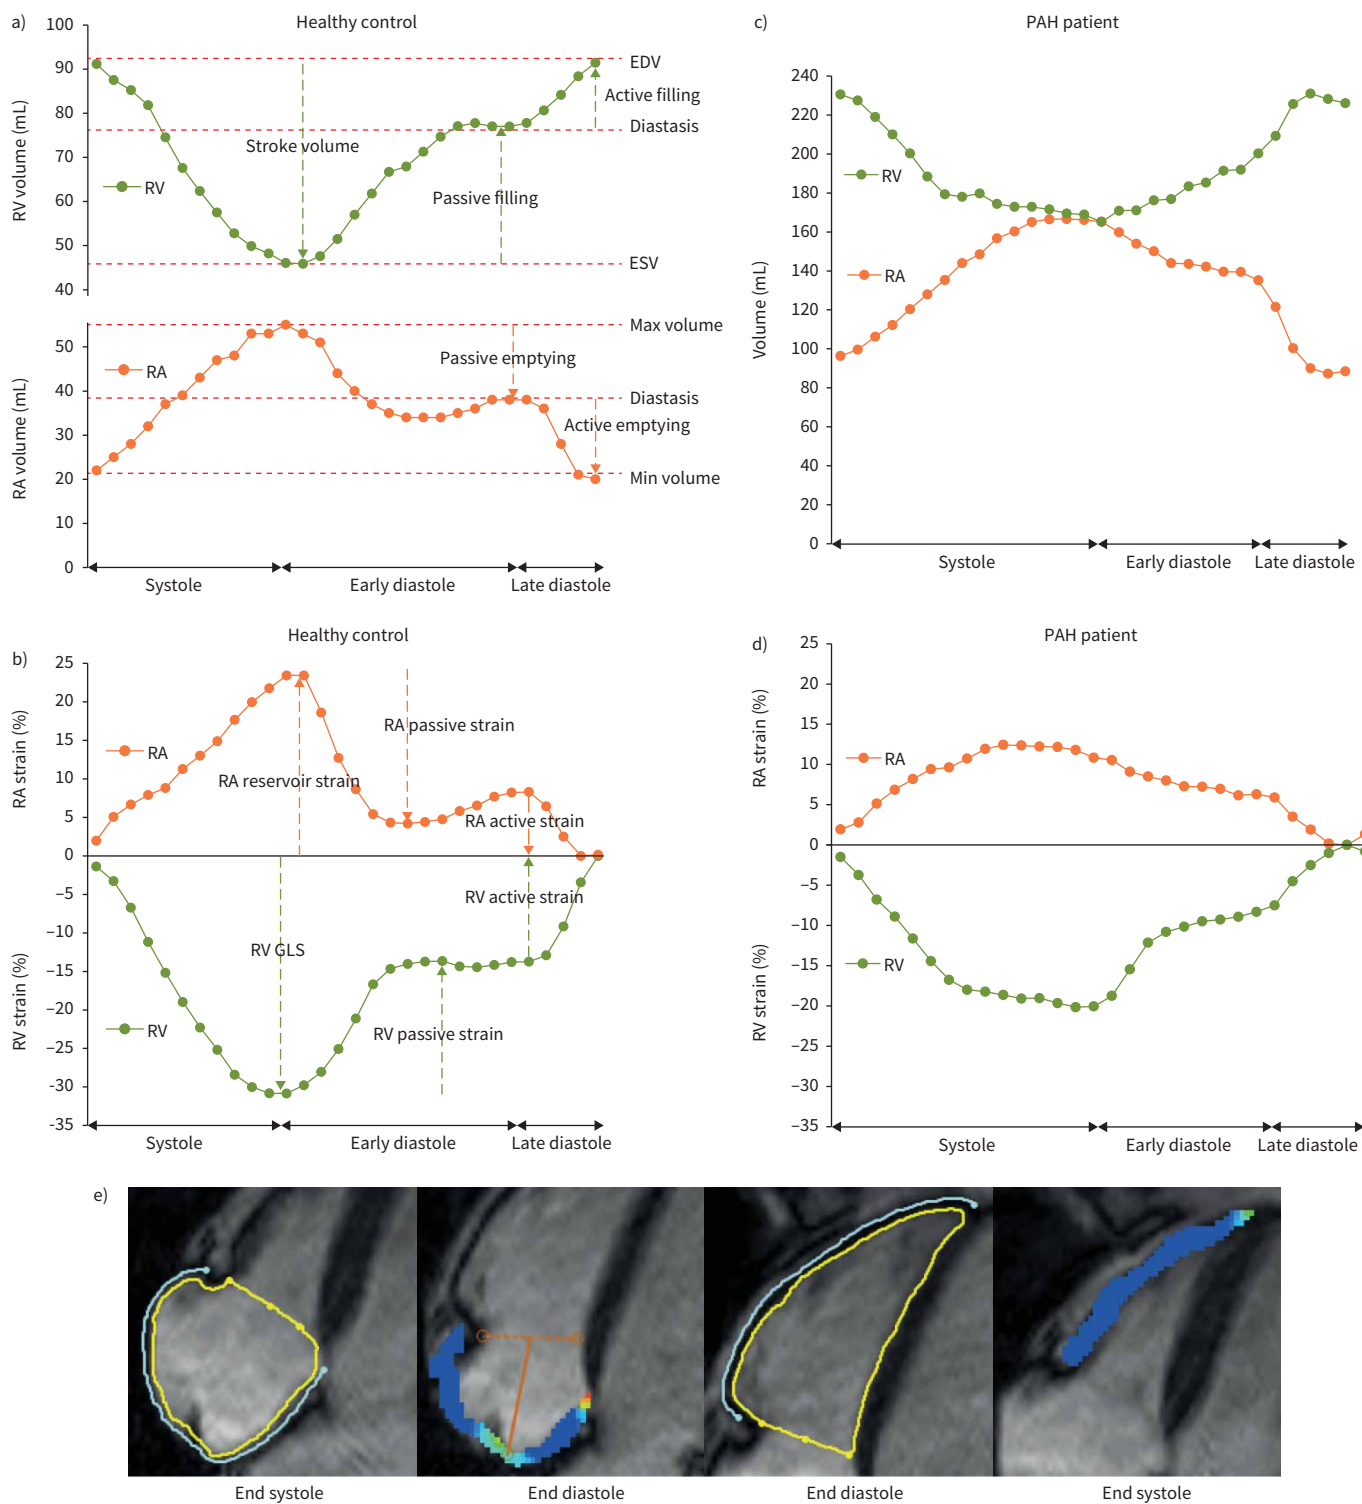 a)
Healthy control
RV volume (mL)
100
90
80
70
60
50
40
RV
Stroke volume
Passive filling
Active filling
EDV
Diastasis
ESV
RA volume (mL)
50
40
30
20
10
0
RA
Passive emptying
Active emptying
Max volume
Diastasis
Min volume
Systole
Early diastole
Late diastole
c)
PAH patient
Volume (mL)
240
220
200
180
160
140
120
100
80
60
40
20
0
RV
RA
Systole
Early diastole
Late diastole
b)
Healthy control
RA strain (%)
RV strain (%)
25
20
15
10
5
0
−5
−10
−15
−20
−25
-30
-35
RA
RA reservoir strain
RA passive strain
RA active strain
RV active strain
RV GLS
RV
RV passive strain
Systole
Early diastole
Late diastole
d)
PAH patient
RA strain (%)
RV strain (%)
25
20
15
10
5
0
−5
−10
−15
−20
−25
−30
−35
RA
RV
Systole
Early diastole
Late diastole
e)
End systole
End diastole
End diastole
End systole